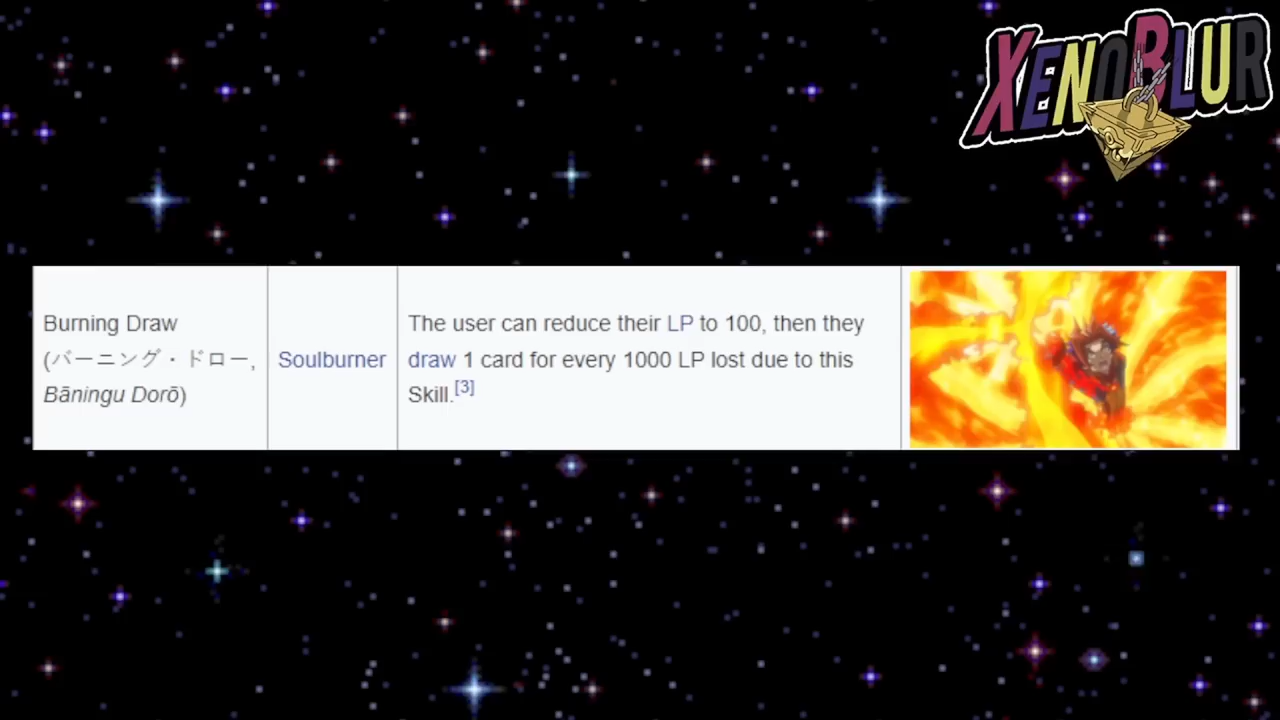 XENOBLUR
Burning Draw
(バーニング・ドロー,
Bāningu Dorō)
Soulburner
The user can reduce their LP to 100, then they
draw 1 card for every 1000 LP lost due to this
Skill.[3]